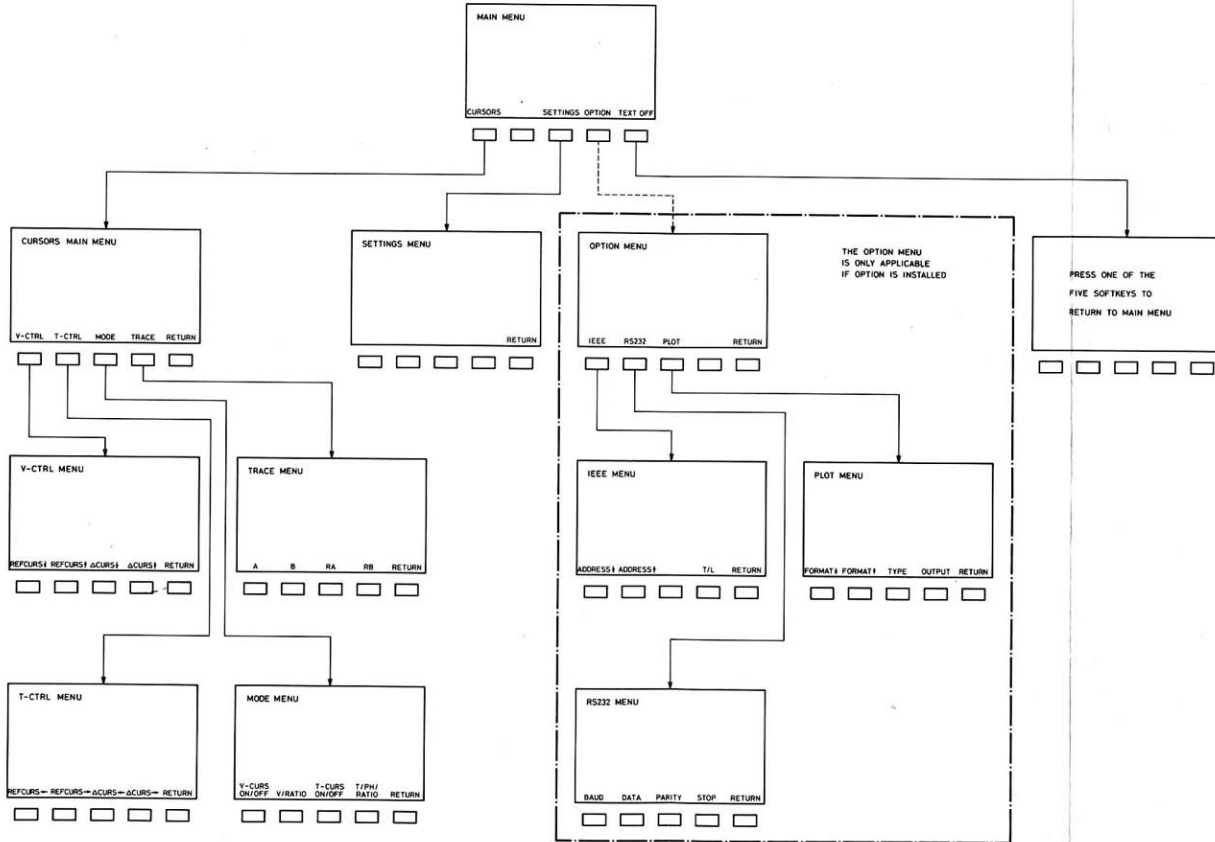 MAIN MENU
CURSORS SETTINGS OPTION TEXT OFF
CURSORS MAIN MENU
V-CTRL T-CTRL MODE TRACE RETURN
SETTINGS MENU
RETURN
OPTION MENU
IEEE RS232 PLOT RETURN
THE OPTION MENU
IS ONLY APPLICABLE
IF OPTION IS INSTALLED
PRESS ONE OF THE
FIVE SOFTKEYS TO
RETURN TO MAIN MENU
V-CTRL MENU
REFCURS↓ REFCURS↑ ΔCURS↓ ΔCURS↑ RETURN
TRACE MENU
A B RA RB RETURN
IEEE MENU
ADDRESS↓ ADDRESS↑ T/L RETURN
PLOT MENU
FORMAT↓ FORMAT↑ TYPE OUTPUT RETURN
T-CTRL MENU
REFCURS← REFCURS→ ΔCURS← ΔCURS→ RETURN
MODE MENU
V-CURS ON/OFF V/RATIO T-CURS ON/OFF T/PH/RATIO RETURN
RS232 MENU
BAUD DATA PARITY STOP RETURN